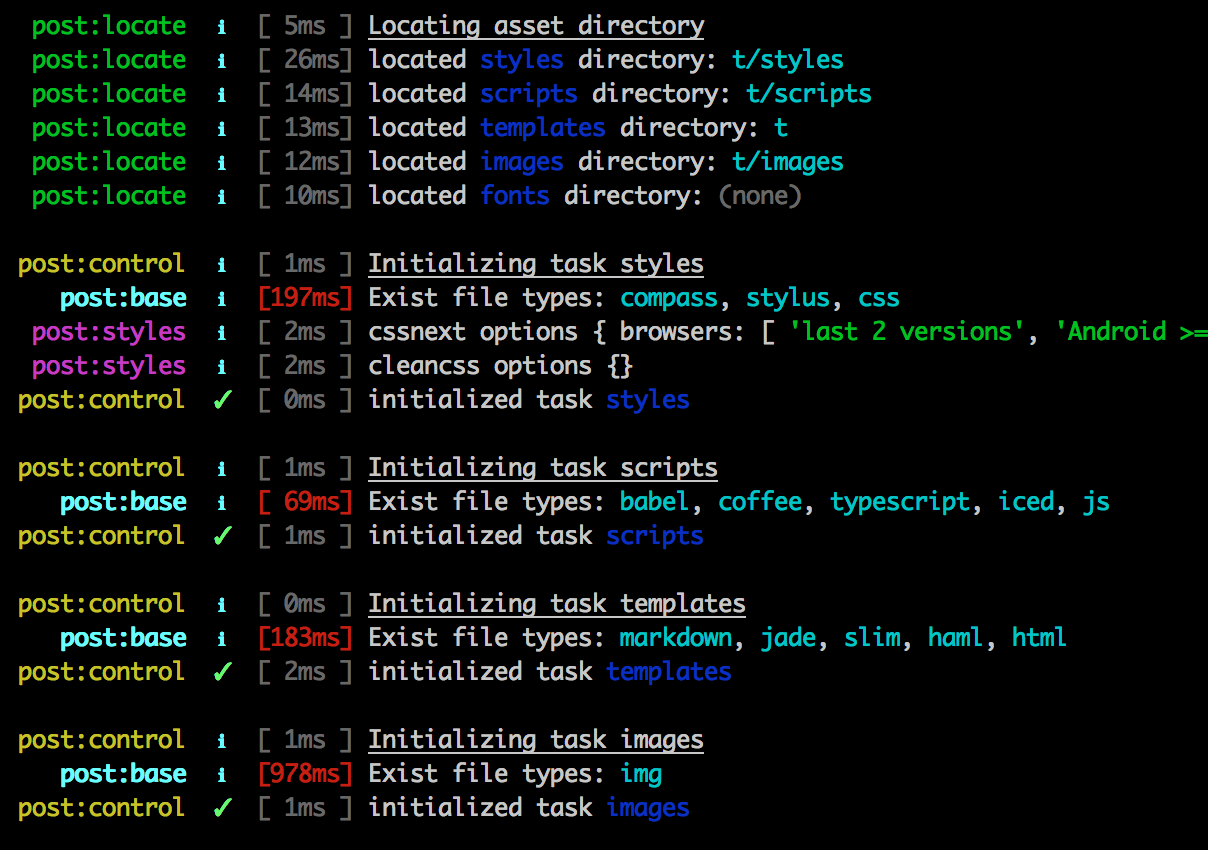 post:locate ℹ [ 5ms ] Locating asset directory
post:locate ℹ [ 26ms] located styles directory: t/styles
post:locate ℹ [ 14ms] located scripts directory: t/scripts
post:locate ℹ [ 13ms] located templates directory: t
post:locate ℹ [ 12ms] located images directory: t/images
post:locate ℹ [ 10ms] located fonts directory: (none)
post:control ℹ [ 1ms ] Initializing task styles
post:base ℹ [197ms] Exist file types: compass, stylus, css
post:styles ℹ [ 2ms ] cssnext options { browsers: [ 'last 2 versions', 'Android >=
post:styles ℹ [ 2ms ] cleancss options {}
post:control ✓ [ 0ms ] initialized task styles
post:control ℹ [ 1ms ] Initializing task scripts
post:base ℹ [ 69ms] Exist file types: babel, coffee, typescript, iced, js
post:control ✓ [ 1ms ] initialized task scripts
post:control ℹ [ 0ms ] Initializing task templates
post:base ℹ [183ms] Exist file types: markdown, jade, slim, haml, html
post:control ✓ [ 2ms ] initialized task templates
post:control ℹ [ 1ms ] Initializing task images
post:base ℹ [978ms] Exist file types: img
post:control ✓ [ 1ms ] initialized task images